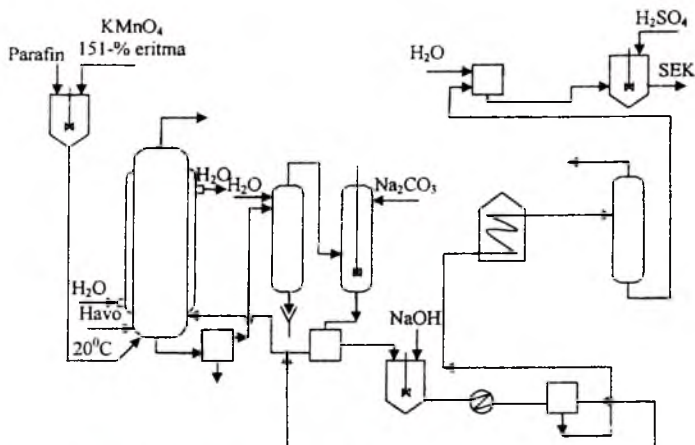 KMnO₄
151-% eritma
Parafin
H₂SO₄
H₂O
SEK
H₂O
H₂O
Na₂CO₃
H₂O
Havo
20⁰C
NaOH